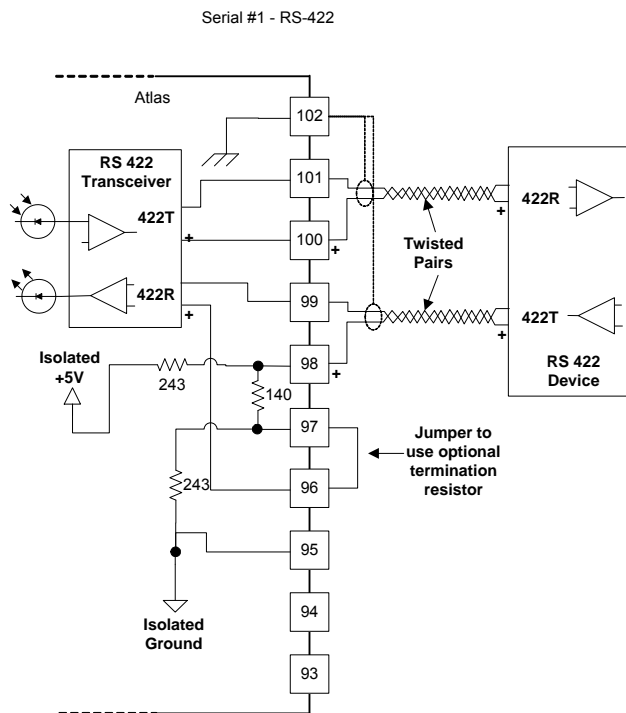 Serial #1 - RS-422
Atlas
102
RS 422
Transceiver
101
422T
422R
+
100
+
+
Twisted
Pairs
422R
+
99
422T
+
Isolated
+5V
98
+
243
RS 422
Device
140
97
Jumper to
use optional
termination
resistor
243
96
95
94
Isolated
Ground
93